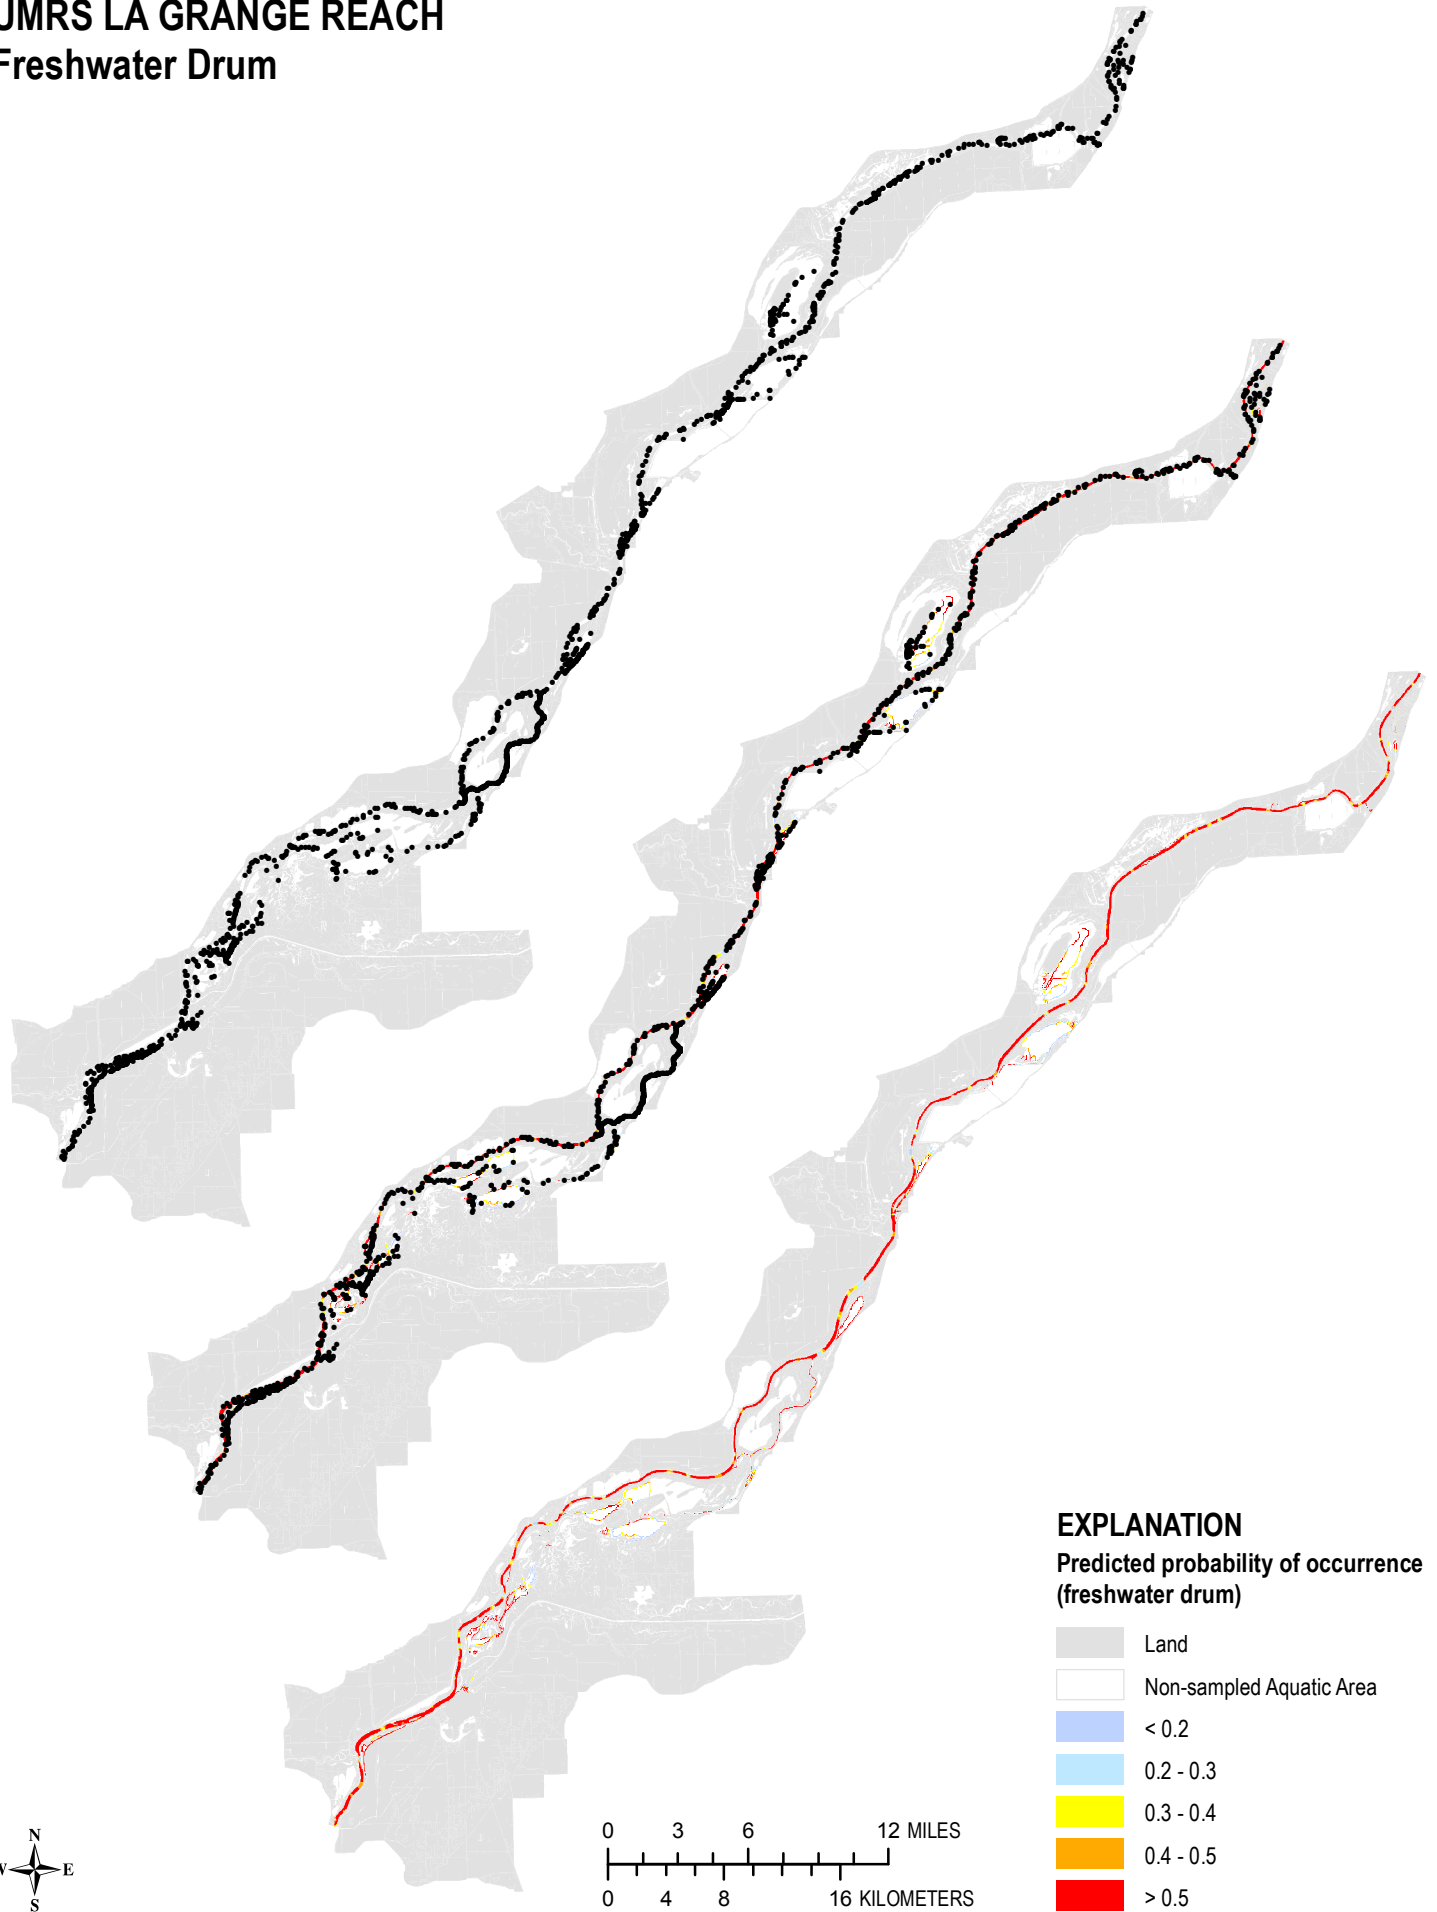 UMRS LA GRANGE REACH
Freshwater Drum
EXPLANATION
Predicted probability of occurrence
(freshwater drum)
Land
Non-sampled Aquatic Area
< 0.2
0.2 - 0.3
0.3 - 0.4
0.4 - 0.5
> 0.5
0 3 6 12 MILES
0 4 8 16 KILOMETERS
N
W E
S